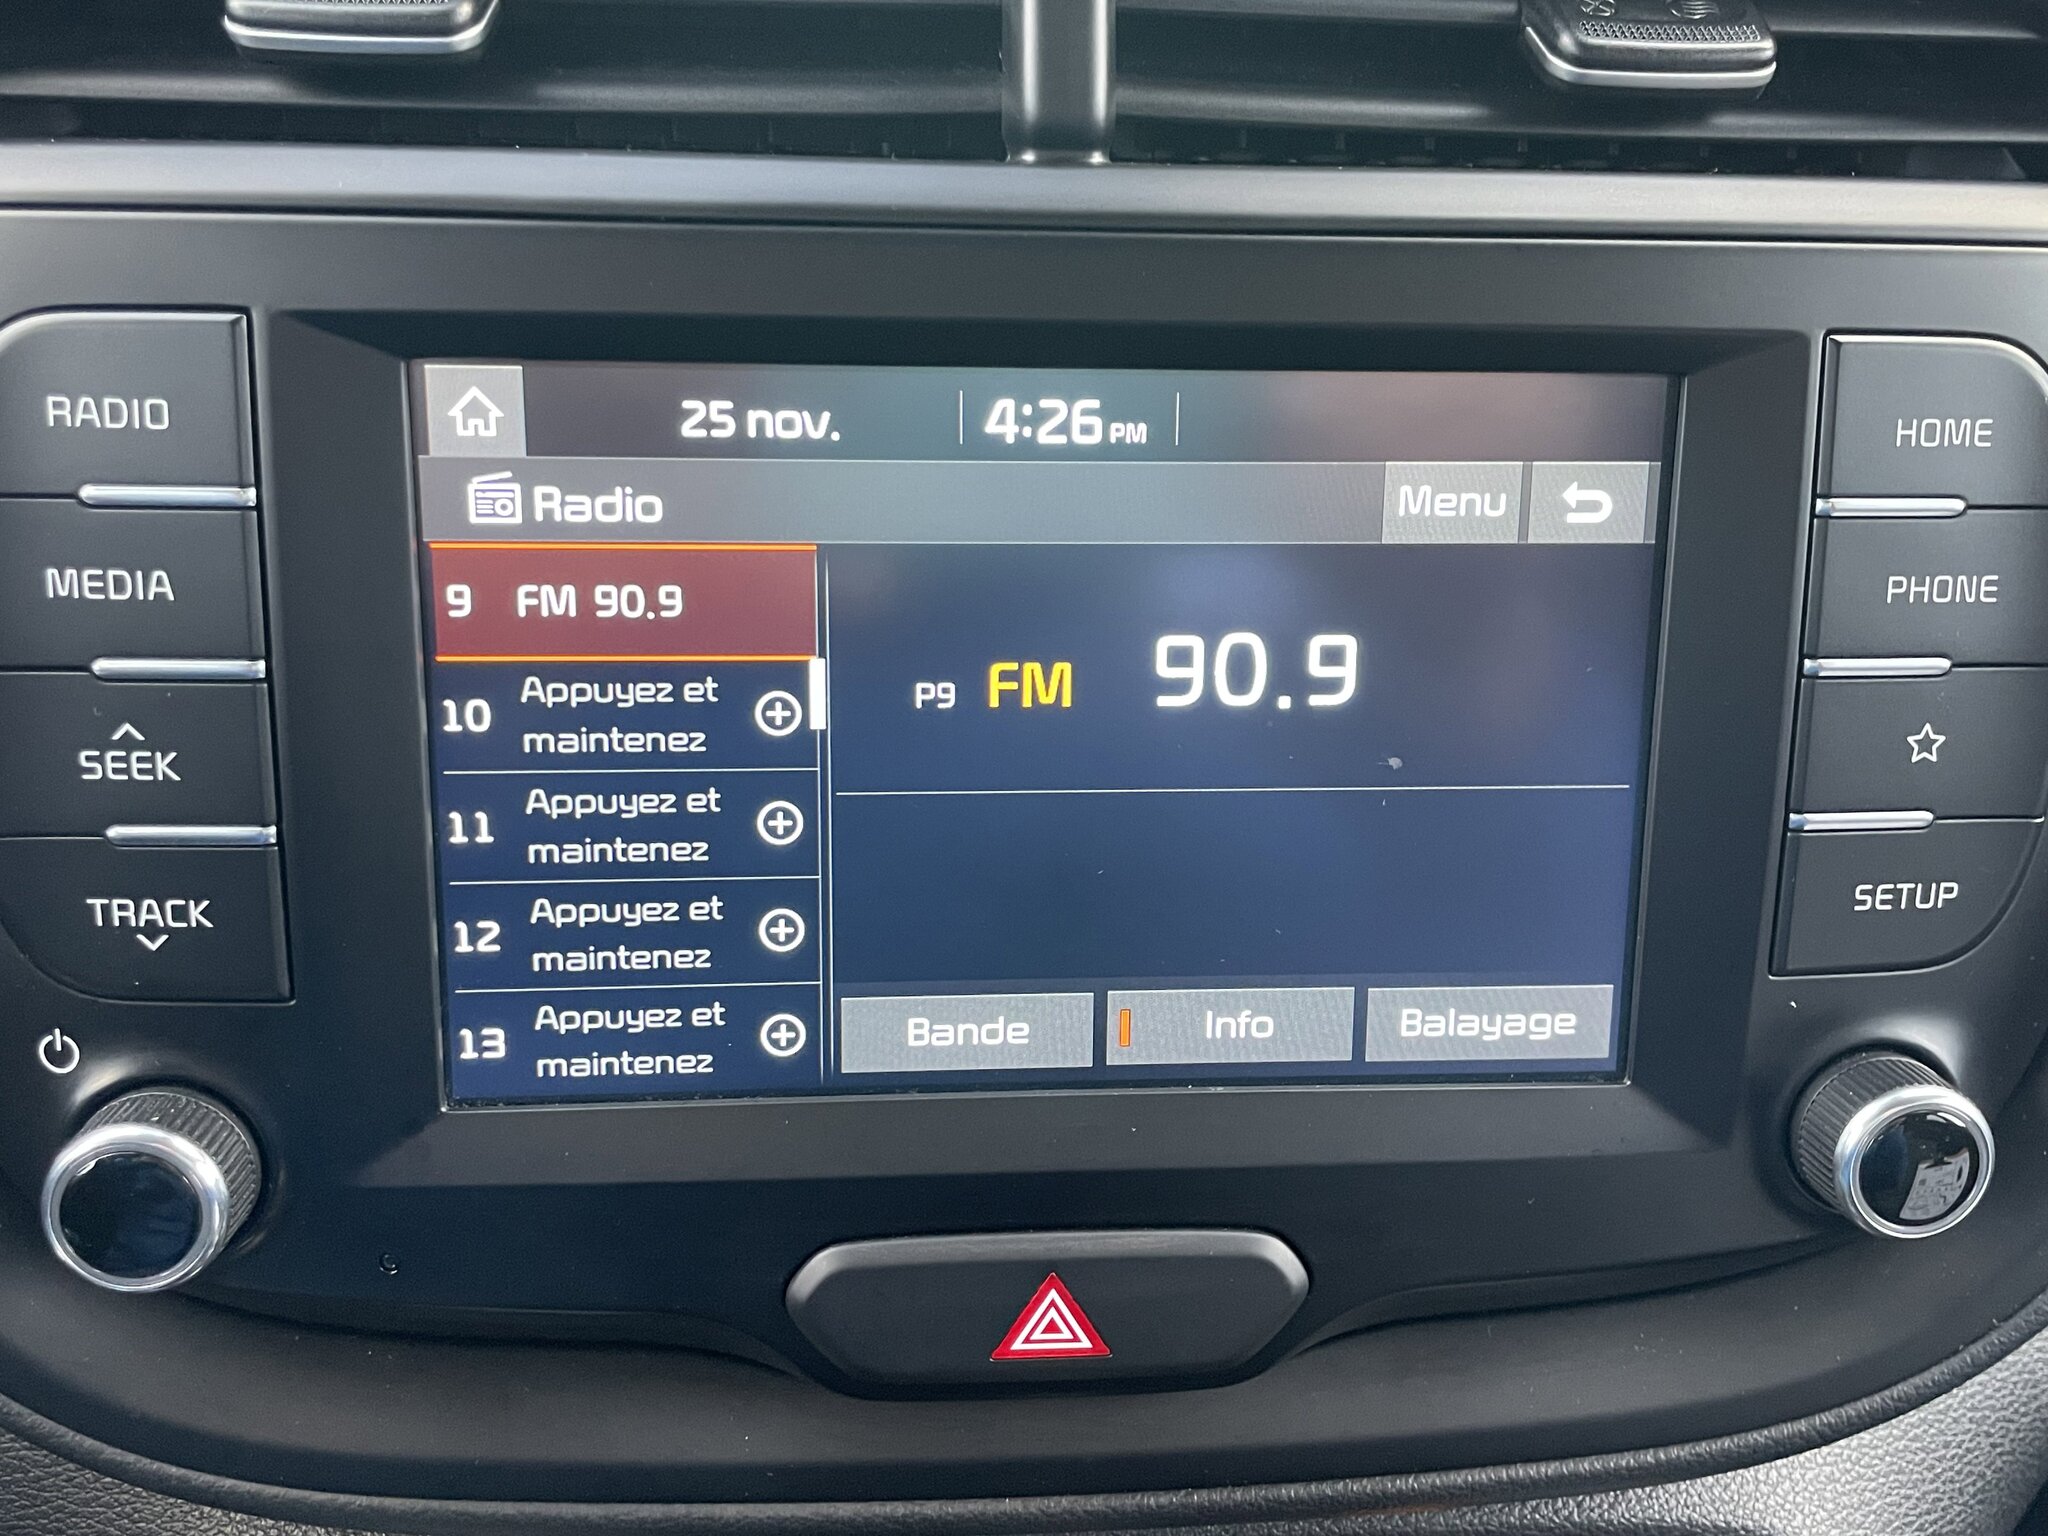 25 nov.
4:26 PM
Radio
Menu
9 FM 90.9
10 Appuyez et
maintenez
11 Appuyez et
maintenez
12 Appuyez et
maintenez
13 Appuyez et
maintenez
P9 FM 90.9
Bande
Info
Balayage
RADIO
MEDIA
SEEK
TRACK
HOME
PHONE
SETUP